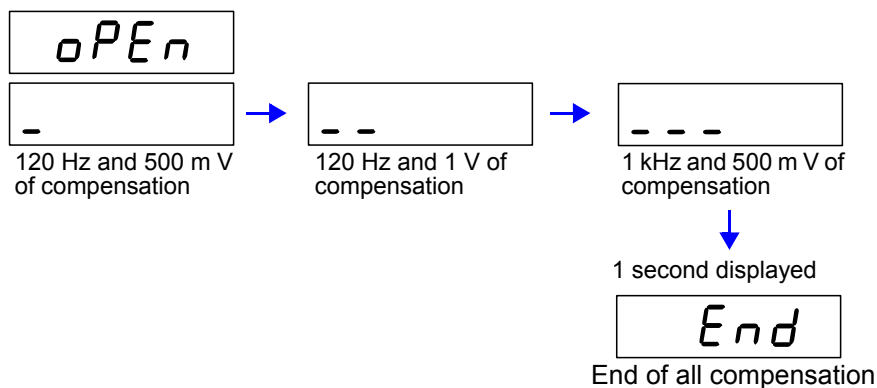 oPEn
_
_ _
_ _ _
120 Hz and 500 m V
of compensation
120 Hz and 1 V of
compensation
1 kHz and 500 m V of
compensation
1 second displayed
End
End of all compensation